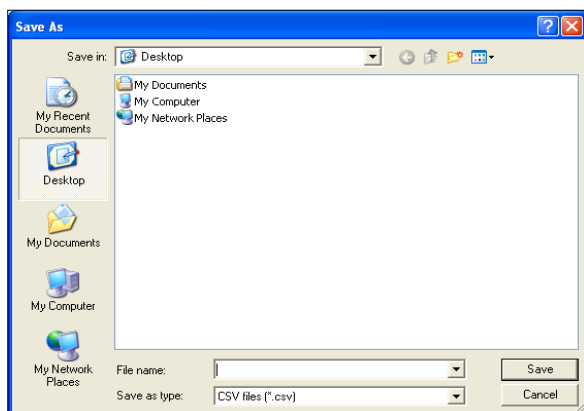 Save As
Save in:
Desktop
My Recent
Documents
Desktop
My Documents
My Computer
My Network
Places
My Documents
My Computer
My Network Places
File name:
Save
Save as type:
CSV files (*.csv)
Cancel